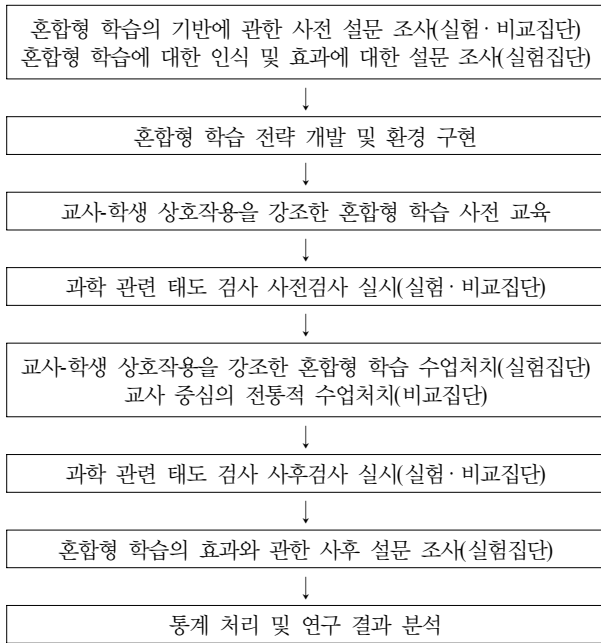 혼합형 학습의 기반에 관한 사전 설문 조사(실험 · 비교집단)
혼합형 학습에 대한 인식 및 효과에 대한 설문 조사(실험집단)
↓
혼합형 학습 전략 개발 및 환경 구현
↓
교사-학생 상호작용을 강조한 혼합형 학습 사전 교육
↓
과학 관련 태도 검사 사전검사 실시(실험 · 비교집단)
↓
교사-학생 상호작용을 강조한 혼합형 학습 수업처치(실험집단)
교사 중심의 전통적 수업처치(비교집단)
↓
과학 관련 태도 검사 사후검사 실시(실험 · 비교집단)
↓
혼합형 학습의 효과와 관한 사후 설문 조사(실험집단)
↓
통계 처리 및 연구 결과 분석